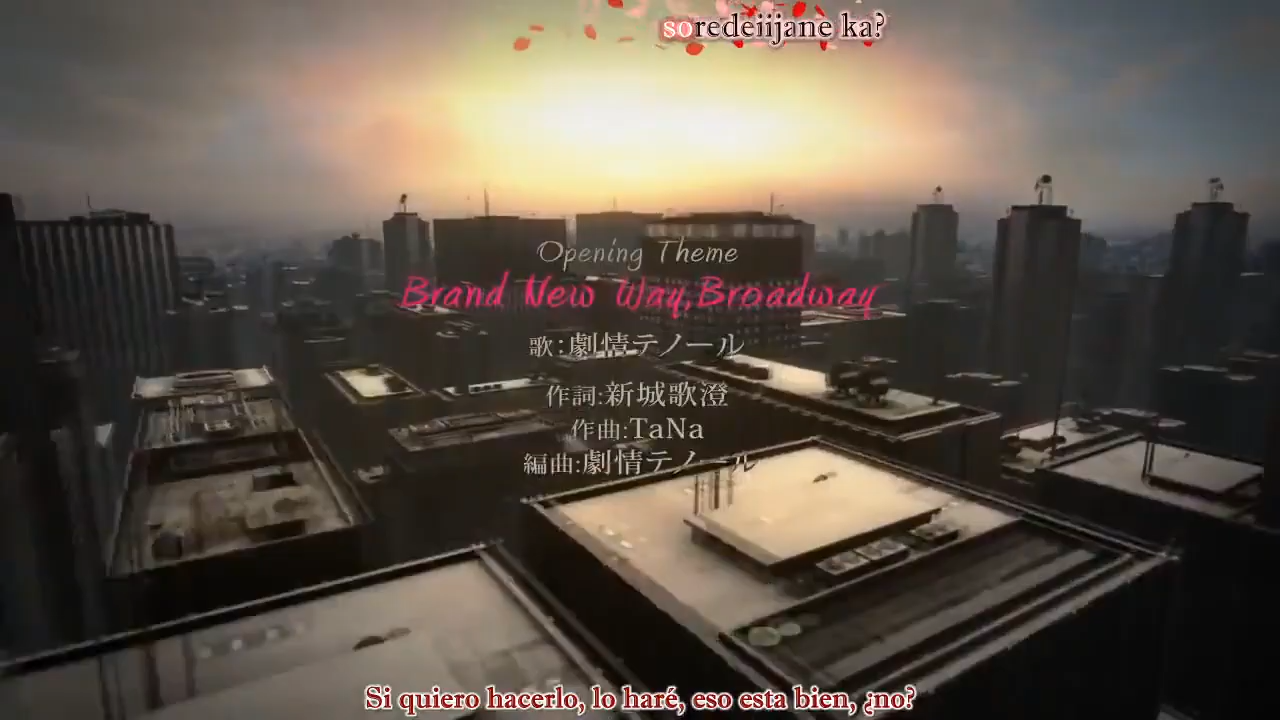 soredeiijane ka?
Opening Theme
Brand New Way,Broadway
歌:劇情テノール
作詞:新城歌澄
作曲:TaNa
編曲:劇情テノール
Si quiero hacerlo, lo haré, eso esta bien, ¿no?